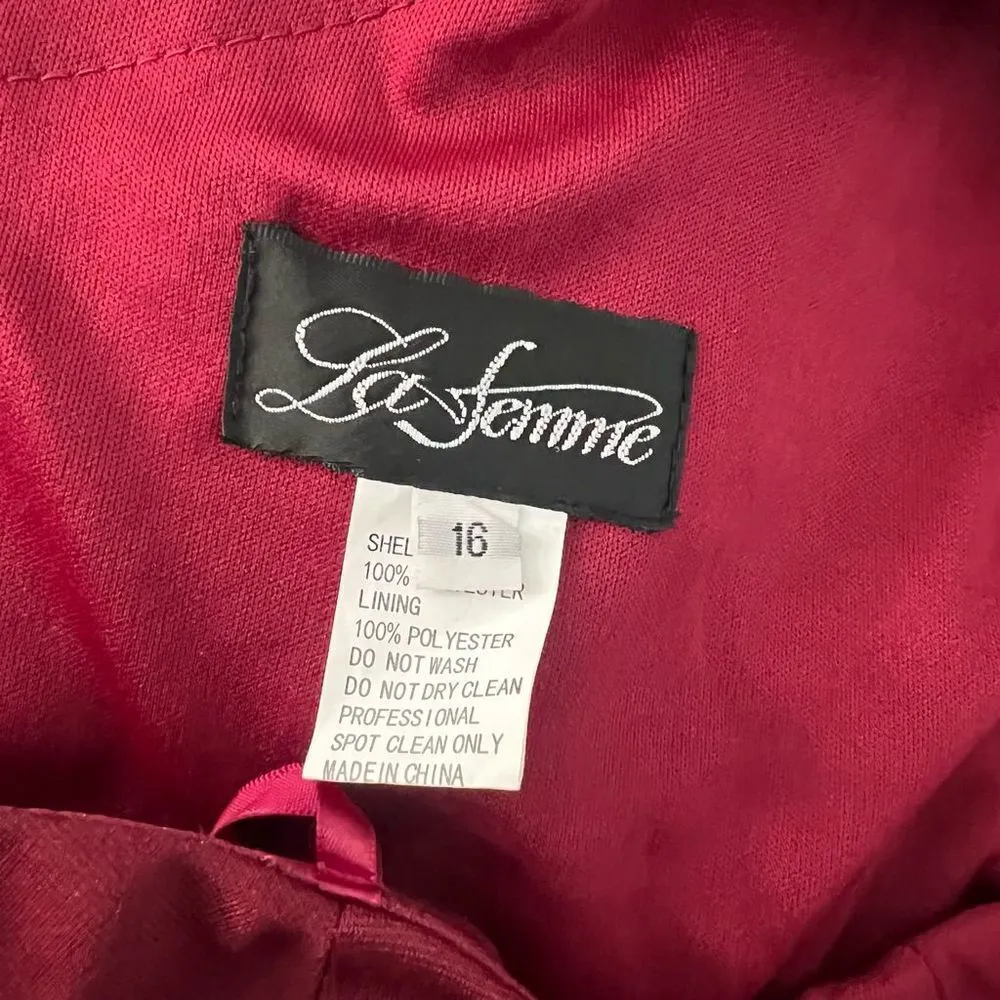 La femme
16
SHEL
100%
LINING
100% POLYESTER
DO NOT WASH
DO NOT DRY CLEAN
PROFESSIONAL
SPOT CLEAN ONLY
MADE IN CHINA